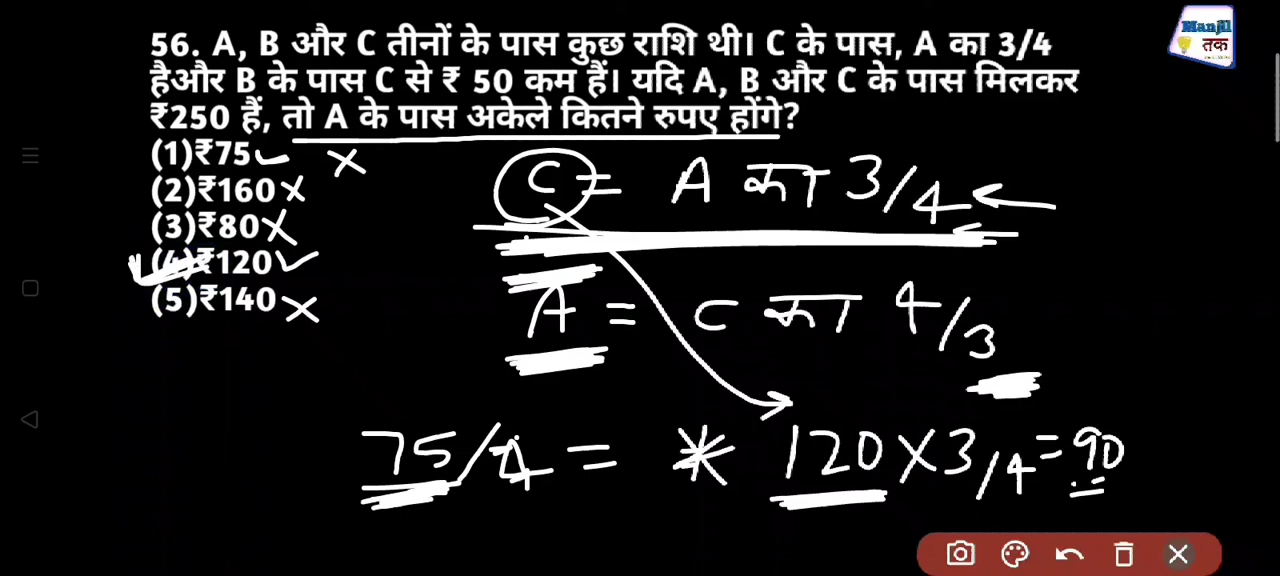 56. A, B और C तीनों के पास कुछ राशि थी। C के पास, A का 3/4
हैऔर B के पास C से ₹ 50 कम हैं। यदि A, B और C के पास मिलकर
₹250 हैं, तो A के पास अकेले कितने रुपए होंगे?
(1)₹75
(2)₹160
(3)₹80
(4)₹120
(5)₹140
C = A का 3/4
A = C का 4/3
75/4 = * 120 × 3/4 = 90
Manjil
तक